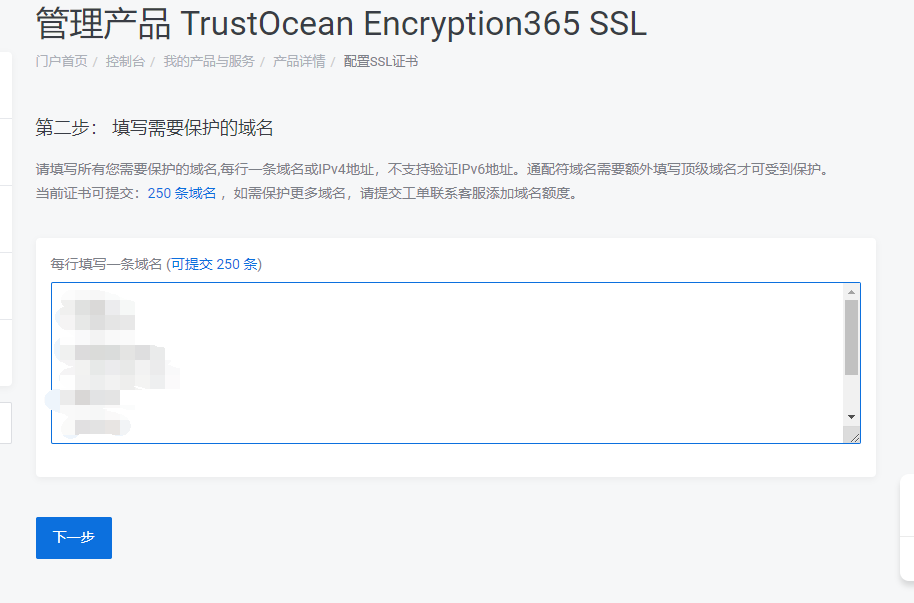 管理产品 TrustOcean Encryption365 SSL
门户首页 / 控制台 / 我的产品与服务 / 产品详情 / 配置SSL证书
第二步： 填写需要保护的域名
请填写所有您需要保护的域名,每行一条域名或IPv4地址，不支持验证IPv6地址。通配符域名需要额外填写顶级域名才可受到保护。
当前证书可提交：250 条域名 ，如需保护更多域名，请提交工单联系客服添加域名额度。
每行填写一条域名 (可提交 250 条)
下一步